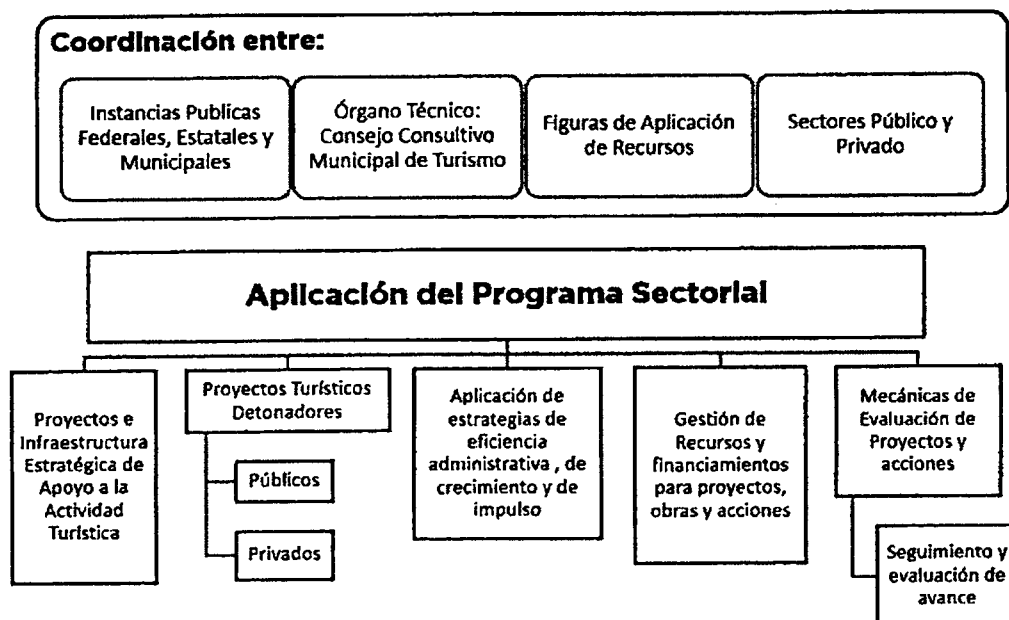 Coordinación entre:
Instancias Publicas
Federales, Estatales y
Municipales
Órgano Técnico:
Consejo Consultivo
Municipal de Turismo
Figuras de Aplicación
de Recursos
Sectores Público y
Privado
Aplicación del Programa Sectorial
Proyectos e
Infraestructura
Estratégica de
Apoyo a la
Actividad
Turística
Proyectos Turísticos
Detonadores
Públicos
Privados
Aplicación de
estrategias de
eficiencia
administrativa , de
crecimiento y de
impulso
Gestión de
Recursos y
financiamientos
para proyectos,
obras y acciones
Mecánicas de
Evaluación de
Proyectos y
acciones
Seguimiento y
evaluación de
avance